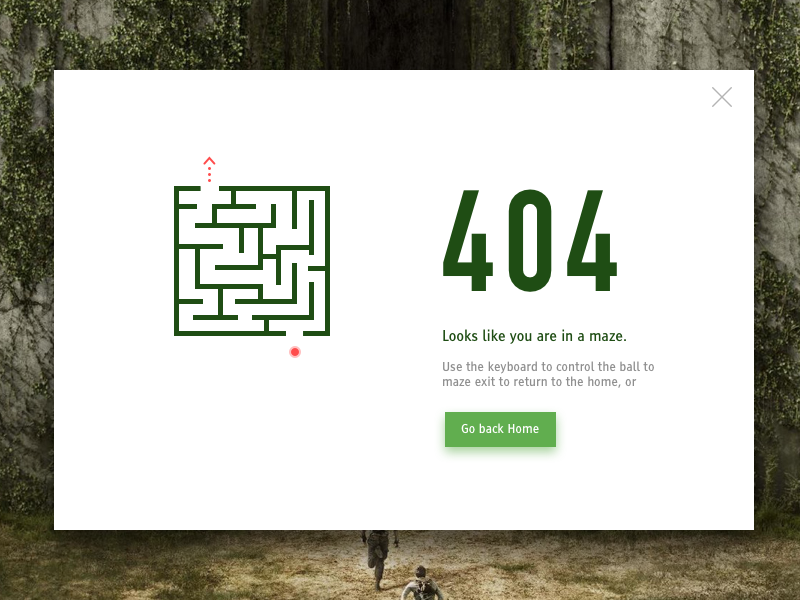 404
Looks like you are in a maze.
Use the keyboard to control the ball to
maze exit to return to the home, or
Go back Home